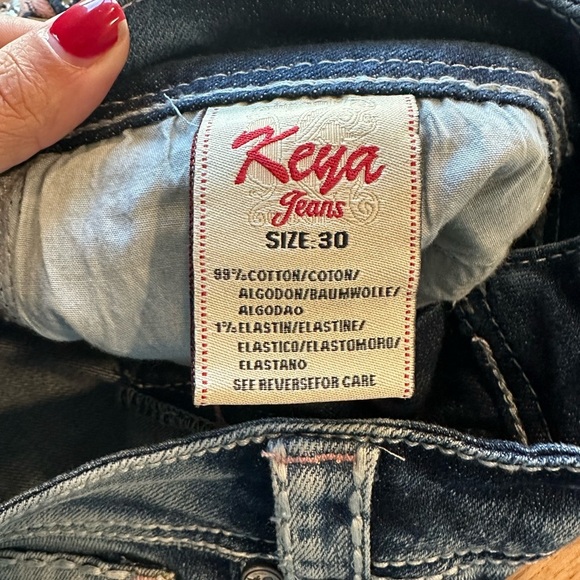 Keya
Jeans
SIZE:30
99%COTTON/COTON/
ALGODON/BAUMWOLLE/
ALGODAO
1%ELASTIN/ELASTINE/
ELASTICO/ELASTOMORO/
ELASTANO
SEE REVERSEFOR CARE